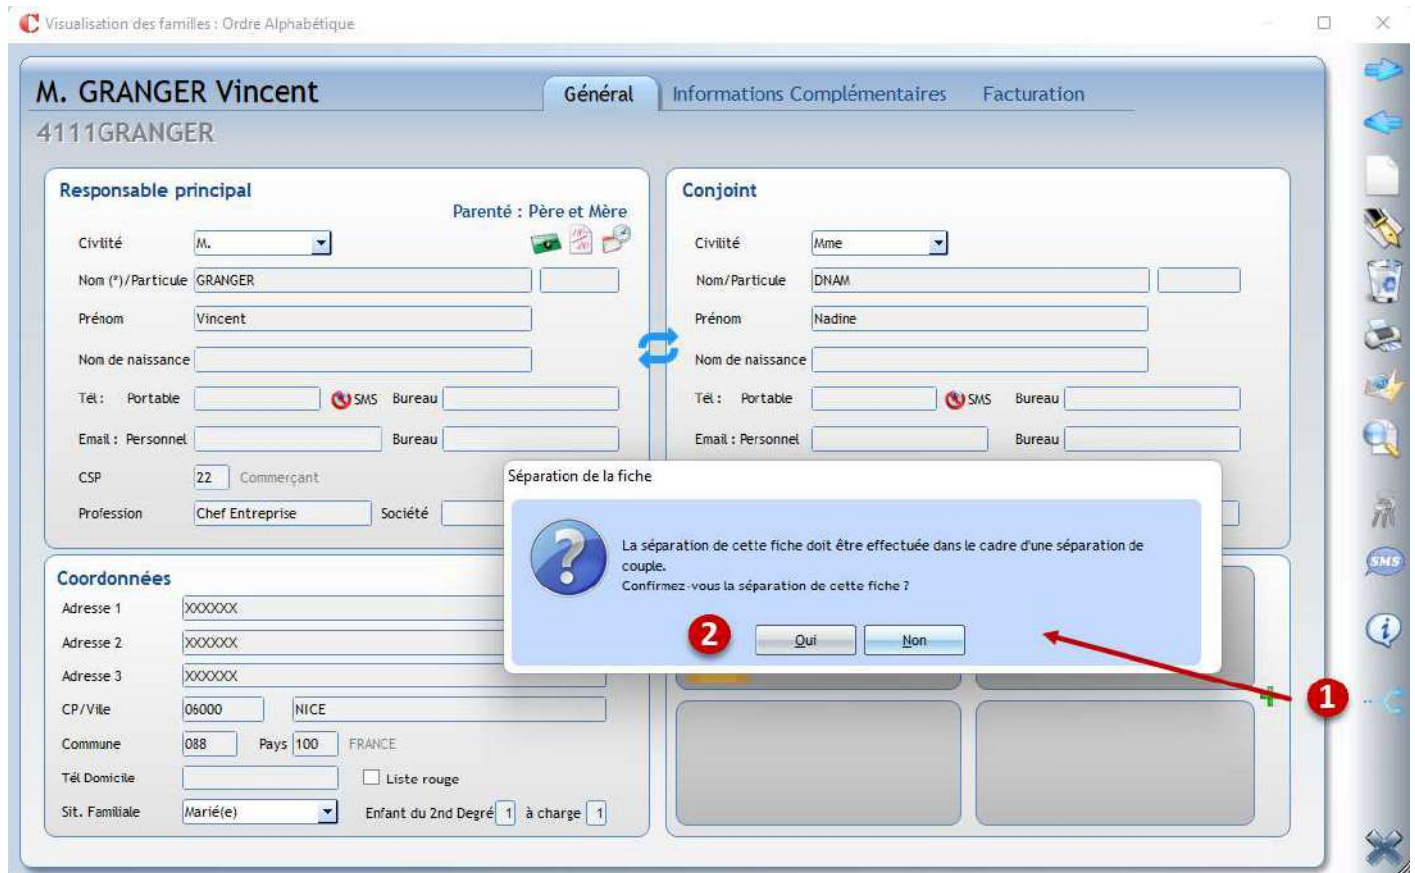 Visualisation des familles : Ordre Alphabétique
M. GRANGER Vincent
Général
Informations Complémentaires
Facturation
4111GRANGER
Responsable principal
Parenté : Père et Mère
Civilité M.
Nom (*)/Particule GRANGER
Prénom Vincent
Nom de naissance
Tél : Portable SMS Bureau
Email : Personnel Bureau
CSP 22 Commerçant
Profession Chef Entreprise Société
Conjoint
Civilité Mme
Nom/Particule DNAM
Prénom Nadine
Nom de naissance
Tél : Portable SMS Bureau
Email : Personnel Bureau
Séparation de la fiche
La séparation de cette fiche doit être effectuée dans le cadre d'une séparation de
couple.
Confirmez-vous la séparation de cette fiche ?
2 Oui Non
1
Coordonnées
Adresse 1 XXXXXX
Adresse 2 XXXXXX
Adresse 3 XXXXXX
CP/Ville 06000 NICE
Commune 088 Pays 100 FRANCE
Tél Domicile Liste rouge
Sit. Familiale Marié(e) Enfant du 2nd Degré 1 à charge 1
SMS